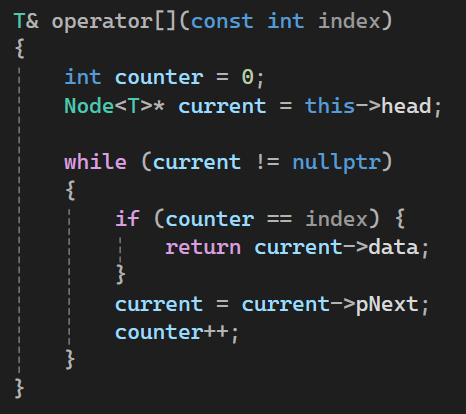 T& operator[](const int index)
{
    int counter = 0;
    Node<T>* current = this->head;

    while (current != nullptr)
    {
        if (counter == index) {
            return current->data;
        }
        current = current->pNext;
        counter++;
    }
}